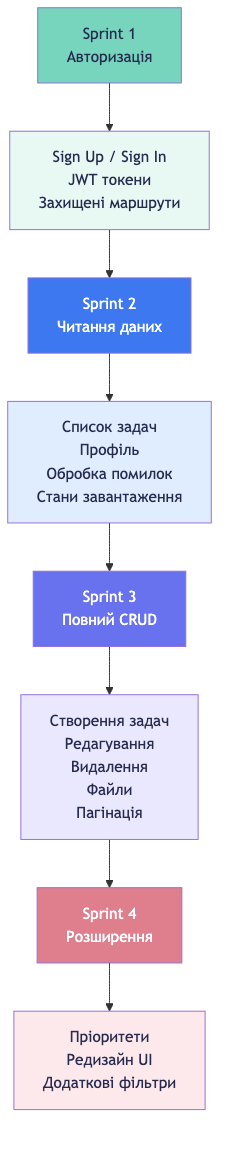 Sprint 1
Авторизація
Sign Up / Sign In
JWT токени
Захищені маршрути
Sprint 2
Читання даних
Список задач
Профіль
Обробка помилок
Стани завантаження
Sprint 3
Повний CRUD
Створення задач
Редагування
Видалення
Файли
Пагінація
Sprint 4
Розширення
Пріоритети
Редизайн UI
Додаткові фільтри